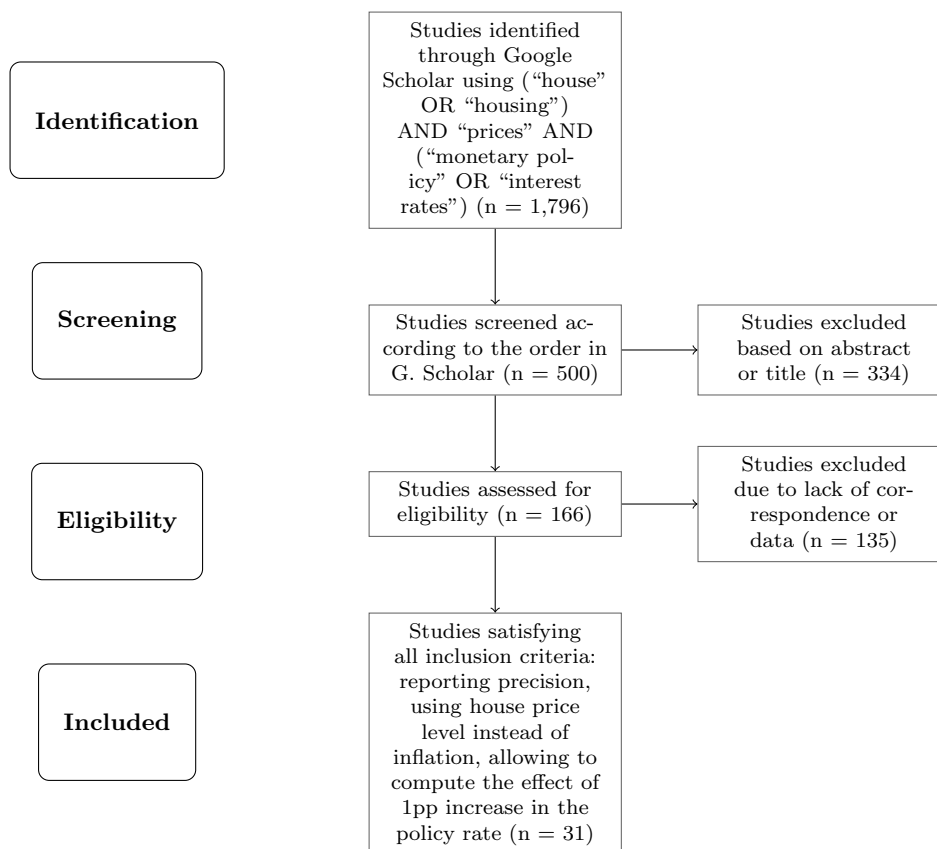 Identification
Studies identified
through Google
Scholar using (“house”
OR “housing”)
AND “prices” AND
(“monetary pol-
icy” OR “interest
rates”) (n = 1,796)
Screening
Studies screened ac-
cording to the order in
G. Scholar (n = 500)
Studies excluded
based on abstract
or title (n = 334)
Eligibility
Studies assessed for
eligibility (n = 166)
Studies excluded
due to lack of cor-
respondence or
data (n = 135)
Included
Studies satisfying
all inclusion criteria:
reporting precision,
using house price
level instead of
inflation, allowing to
compute the effect of
1pp increase in the
policy rate (n = 31)